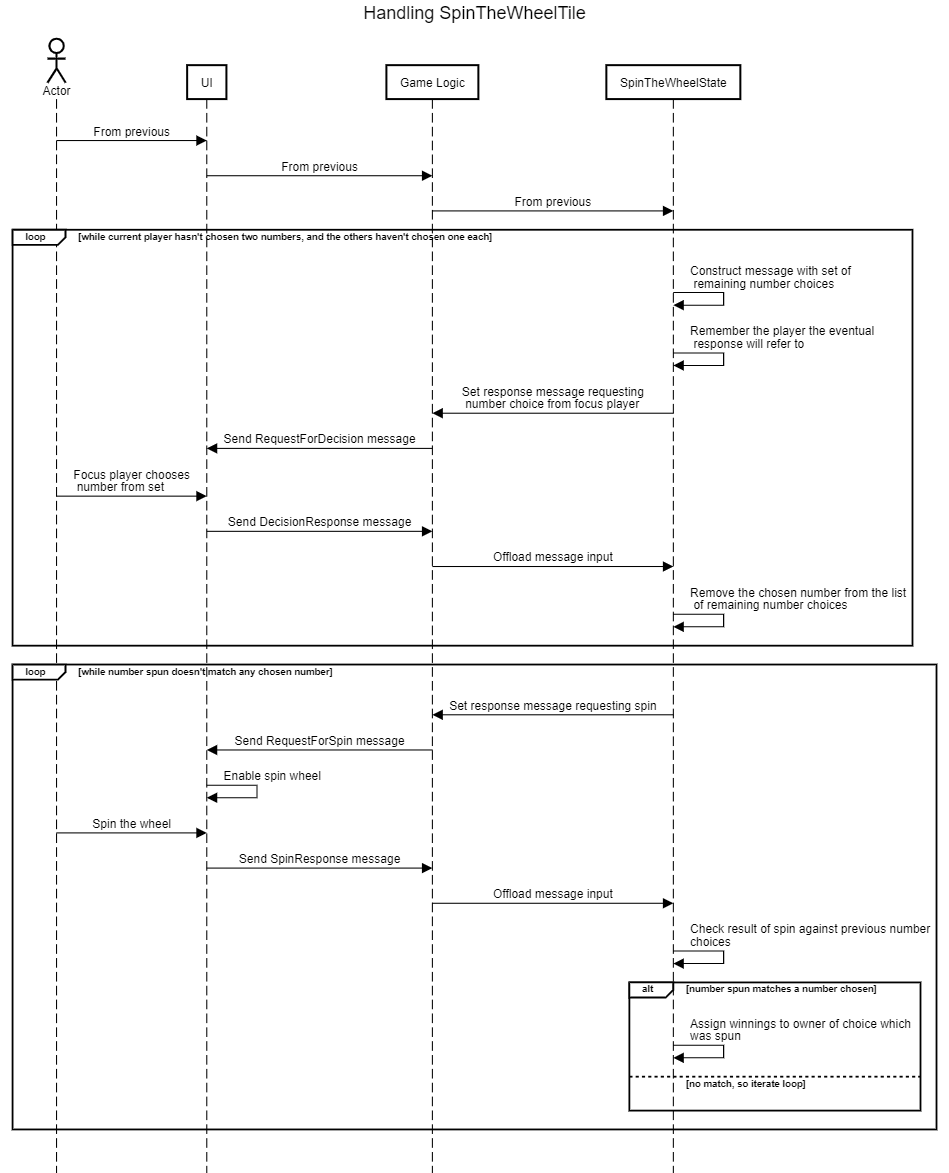 Handling SpinTheWheelTile
Actor
UI
Game Logic
SpinTheWheelState
From previous
From previous
From previous
loop
[while current player hasn't chosen two numbers, and the others haven't chosen one each]
Construct message with set of
remaining number choices
Remember the player the eventual
response will refer to
Set response message requesting
number choice from focus player
Send RequestForDecision message
Focus player chooses
number from set
Send DecisionResponse message
Offload message input
Remove the chosen number from the list
of remaining number choices
loop
[while number spun doesn't match any chosen number]
Set response message requesting spin
Send RequestForSpin message
Enable spin wheel
Spin the wheel
Send SpinResponse message
Offload message input
Check result of spin against previous number
choices
alt
[number spun matches a number chosen]
Assign winnings to owner of choice which
was spun
[no match, so iterate loop]